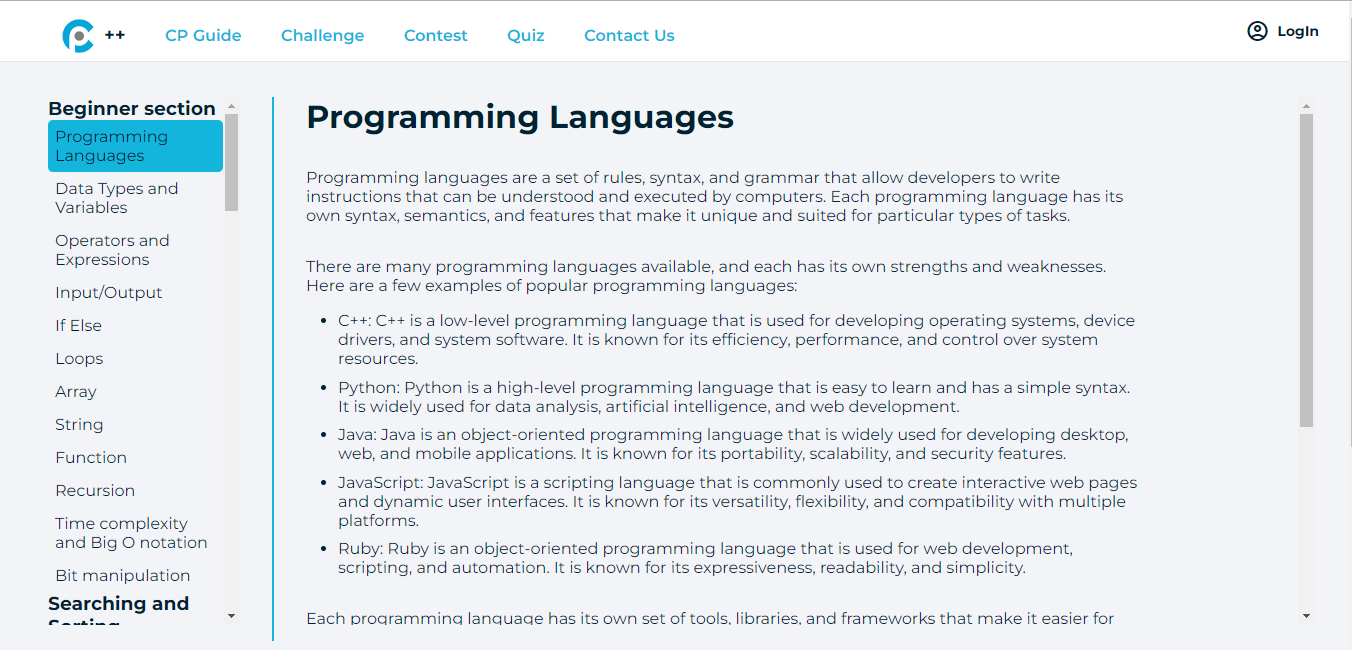 ++ CP Guide Challenge Contest Quiz Contact Us LogIn
Beginner section
Programming
Languages
Data Types and
Variables
Operators and
Expressions
Input/Output
If Else
Loops
Array
String
Function
Recursion
Time complexity
and Big O notation
Bit manipulation
Searching and
Sorting
Programming Languages
Programming languages are a set of rules, syntax, and grammar that allow developers to write
instructions that can be understood and executed by computers. Each programming language has its
own syntax, semantics, and features that make it unique and suited for particular types of tasks.
There are many programming languages available, and each has its own strengths and weaknesses.
Here are a few examples of popular programming languages:
• C++: C++ is a low-level programming language that is used for developing operating systems, device
drivers, and system software. It is known for its efficiency, performance, and control over system
resources.
• Python: Python is a high-level programming language that is easy to learn and has a simple syntax.
It is widely used for data analysis, artificial intelligence, and web development.
• Java: Java is an object-oriented programming language that is widely used for developing desktop,
web, and mobile applications. It is known for its portability, scalability, and security features.
• JavaScript: JavaScript is a scripting language that is commonly used to create interactive web pages
and dynamic user interfaces. It is known for its versatility, flexibility, and compatibility with multiple
platforms.
• Ruby: Ruby is an object-oriented programming language that is used for web development,
scripting, and automation. It is known for its expressiveness, readability, and simplicity.
Each programming language has its own set of tools, libraries, and frameworks that make it easier for